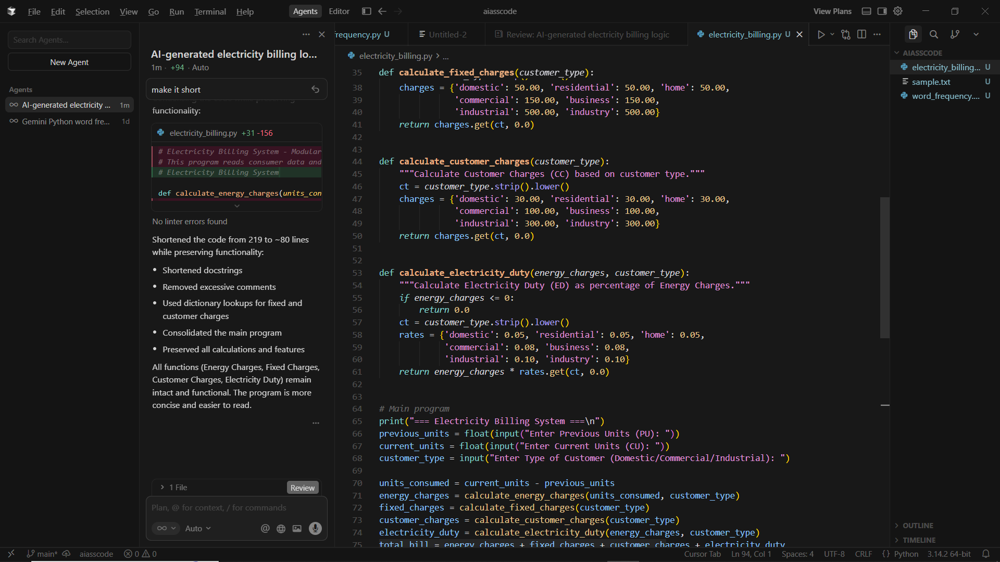 File Edit Selection View Go Run Terminal Help
Agents Editor
aiasscode
View Plans
Search Agents...
New Agent
Agents
AI-generated electricity ... 1m
Gemini Python word fre... 1d
AI-generated electricity billing lo...
1m · +94 · Auto
make it short
functionality:
electricity_billing.py +31 -156
# Electricity Billing System - Modular
# This program reads consumer data and
# Electricity Billing System
def calculate_energy_charges(units_con
No linter errors found
Shortened the code from 219 to ~80 lines
while preserving functionality:
• Shortened docstrings
• Removed excessive comments
• Used dictionary lookups for fixed and
customer charges
• Consolidated the main program
• Preserved all calculations and features
All functions (Energy Charges, Fixed Charges,
Customer Charges, Electricity Duty) remain
intact and functional. The program is more
concise and easier to read.
1 File Review
Plan, @ for context, / for commands
Auto
requency.py U Untitled-2 Review: AI-generated electricity billing logic electricity_billing.py U
electricity_billing.py > ...
35 def calculate_fixed_charges(customer_type):
38 charges = {'domestic': 50.00, 'residential': 50.00, 'home': 50.00,
39 'commercial': 150.00, 'business': 150.00,
40 'industrial': 500.00, 'industry': 500.00}
41 return charges.get(ct, 0.0)
42
43
44 def calculate_customer_charges(customer_type):
45 """Calculate Customer Charges (CC) based on customer type."""
46 ct = customer_type.strip().lower()
47 charges = {'domestic': 30.00, 'residential': 30.00, 'home': 30.00,
48 'commercial': 100.00, 'business': 100.00,
49 'industrial': 300.00, 'industry': 300.00}
50 return charges.get(ct, 0.0)
51
52
53 def calculate_electricity_duty(energy_charges, customer_type):
54 """Calculate Electricity Duty (ED) as percentage of Energy Charges."""
55 if energy_charges <= 0:
56 return 0.0
57 ct = customer_type.strip().lower()
58 rates = {'domestic': 0.05, 'residential': 0.05, 'home': 0.05,
59 'commercial': 0.08, 'business': 0.08,
60 'industrial': 0.10, 'industry': 0.10}
61 return energy_charges * rates.get(ct, 0.0)
62
63
64 # Main program
65 print("=== Electricity Billing System ===\n")
66 previous_units = float(input("Enter Previous Units (PU): "))
67 current_units = float(input("Enter Current Units (CU): "))
68 customer_type = input("Enter Type of Customer (Domestic/Commercial/Industrial): ")
69
70 units_consumed = current_units - previous_units
71 energy_charges = calculate_energy_charges(units_consumed, customer_type)
72 fixed_charges = calculate_fixed_charges(customer_type)
73 customer_charges = calculate_customer_charges(customer_type)
74 electricity_duty = calculate_electricity_duty(energy_charges, customer_type)
75 total_bill = energy_charges + fixed_charges + customer_charges + electricity_duty
AIASSCODE
electricity_billing... U
sample.txt U
word_frequency.... U
OUTLINE
TIMELINE
main* aiasscode 0 0
Cursor Tab Ln 94, Col 1 Spaces: 4 UTF-8 CRLF {} Python 3.14.2 64-bit